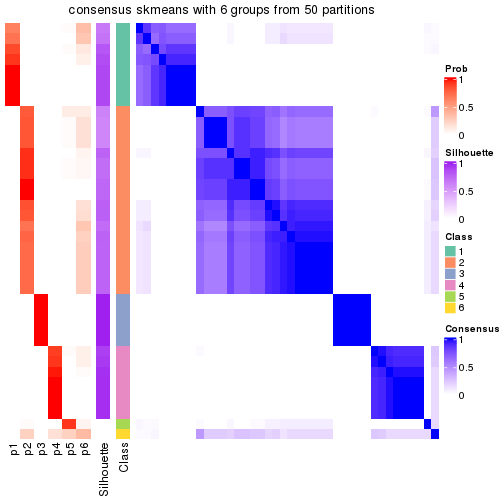 consensus skmeans with 6 groups from 50 partitions
Prob
1
0.5
0
Silhouette
1
0.5
0
Class
1
2
3
4
5
6
Consensus
1
0.5
0
p1
p2
p3
p4
p5
p6
Silhouette
Class